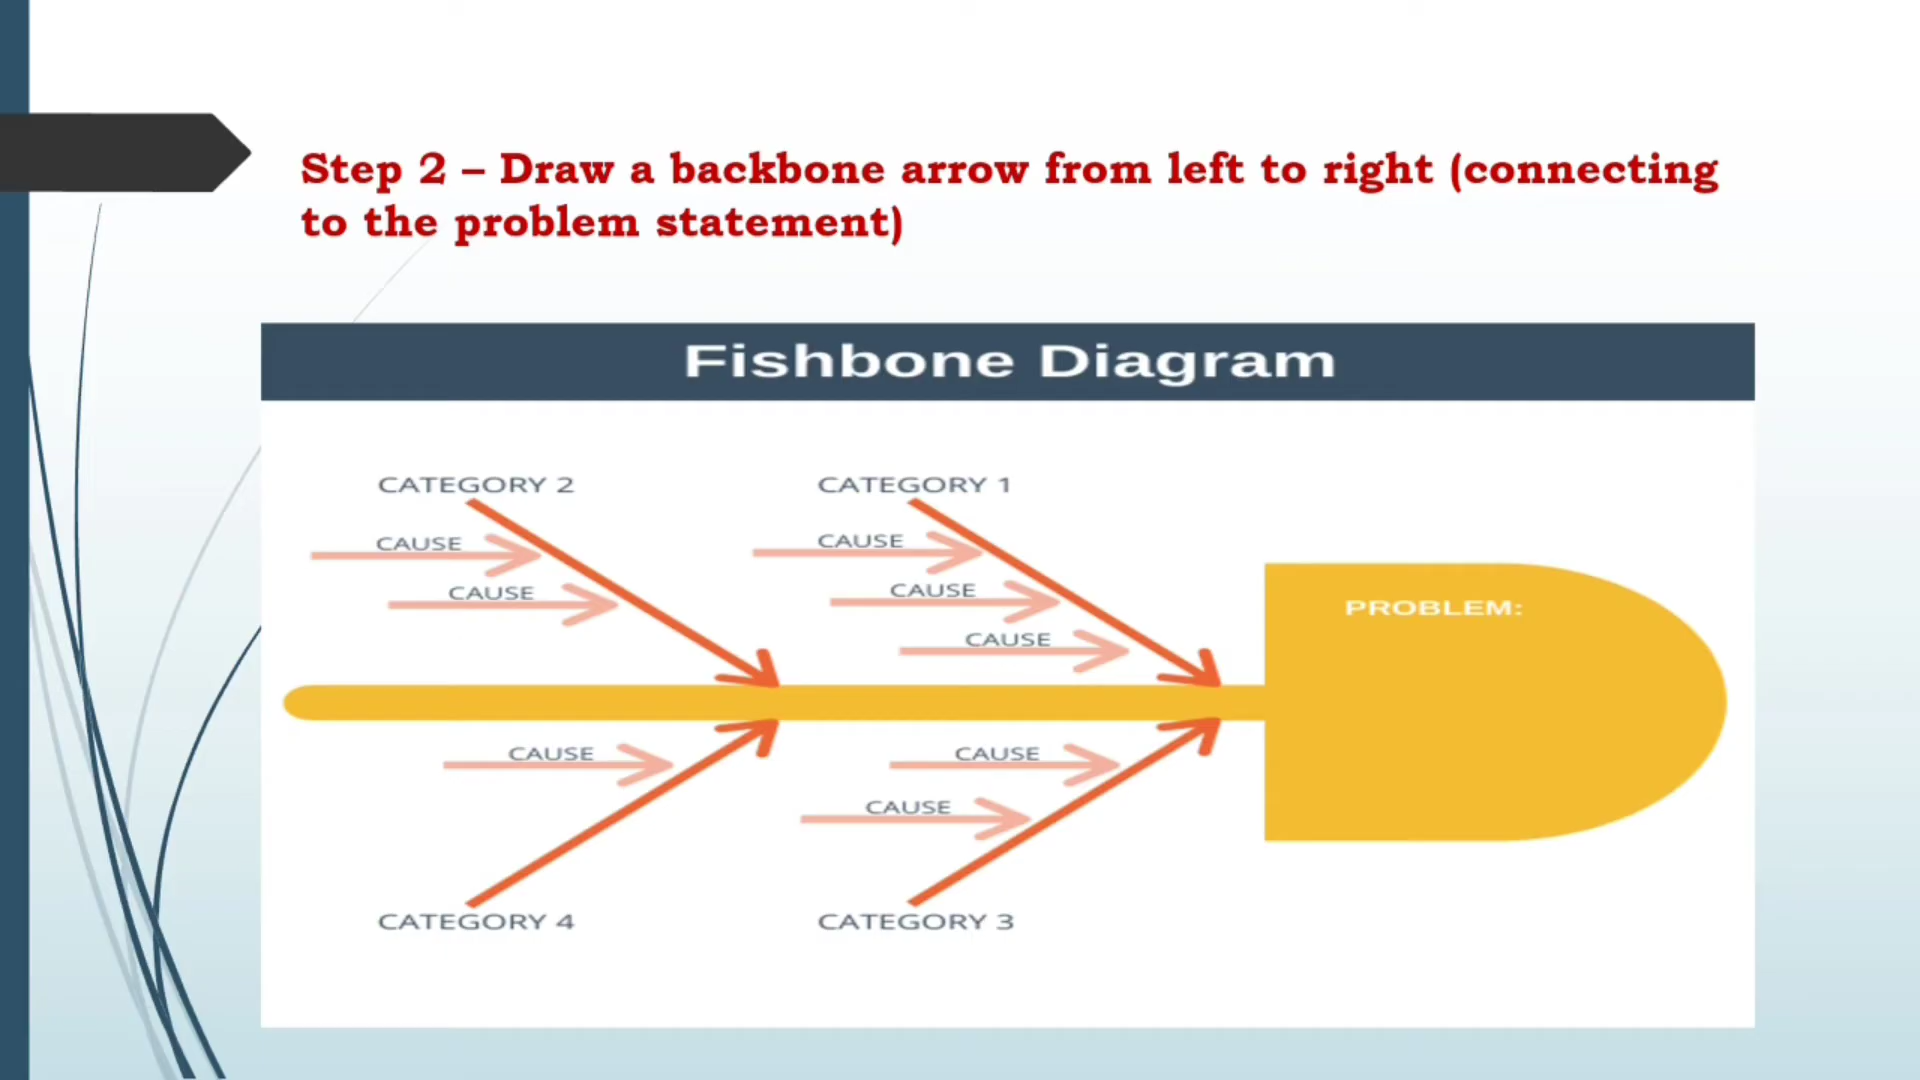 Step 2 – Draw a backbone arrow from left to right (connecting
to the problem statement)
Fishbone Diagram
CATEGORY 2
CATEGORY 1
CAUSE
CAUSE
CAUSE
CAUSE
CAUSE
PROBLEM:
CAUSE
CAUSE
CAUSE
CATEGORY 4
CATEGORY 3